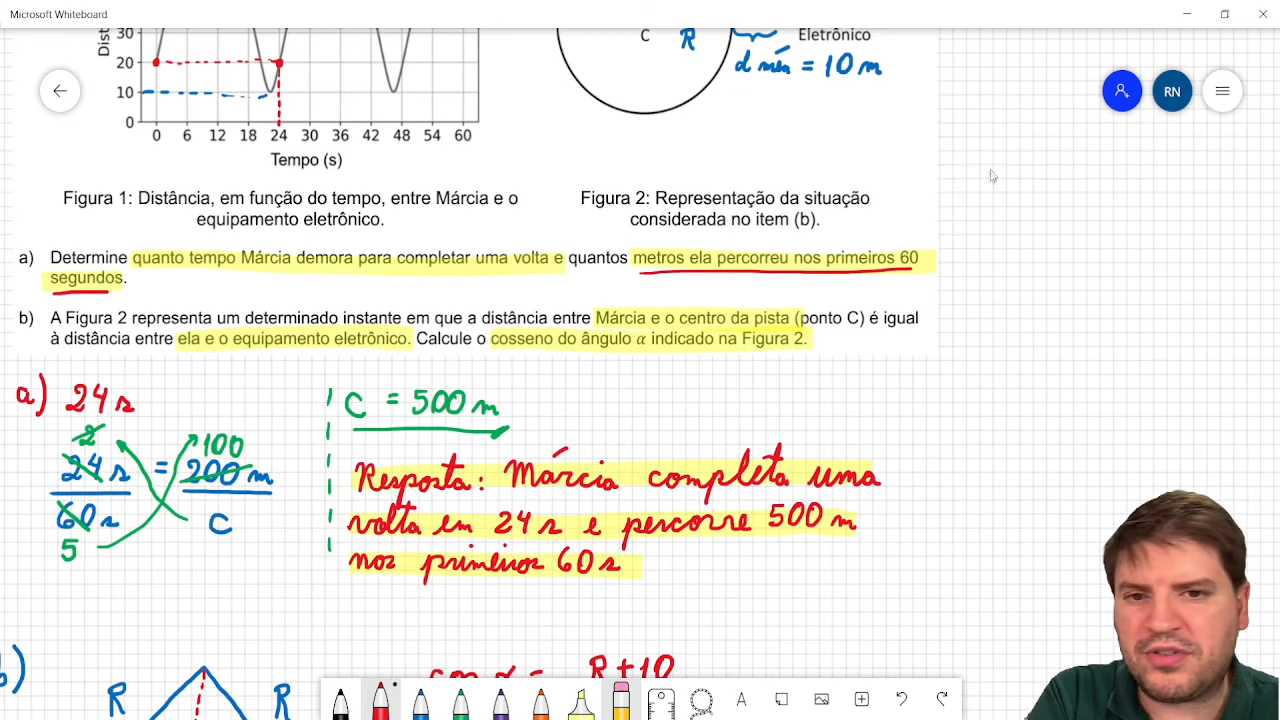 Microsoft Whiteboard
Dist
30
20
10
0
0 6 12 18 24 30 36 42 48 54 60
Tempo (s)
C
R
Eletrônico
d mín = 10 m
RN
Figura 1: Distância, em função do tempo, entre Márcia e o
equipamento eletrônico.
Figura 2: Representação da situação
considerada no item (b).
a) Determine quanto tempo Márcia demora para completar uma volta e quantos metros ela percorreu nos primeiros 60
segundos.
b) A Figura 2 representa um determinado instante em que a distância entre Márcia e o centro da pista (ponto C) é igual
à distância entre ela e o equipamento eletrônico. Calcule o cosseno do ângulo α indicado na Figura 2.
a) 24 s
2 100
24 s = 200 m
60 s C
5
C = 500 m
Resposta: Márcia completa uma
volta em 24 s e percorre 500 m
nos primeiros 60 s
b)
R R
cos α = R + 10